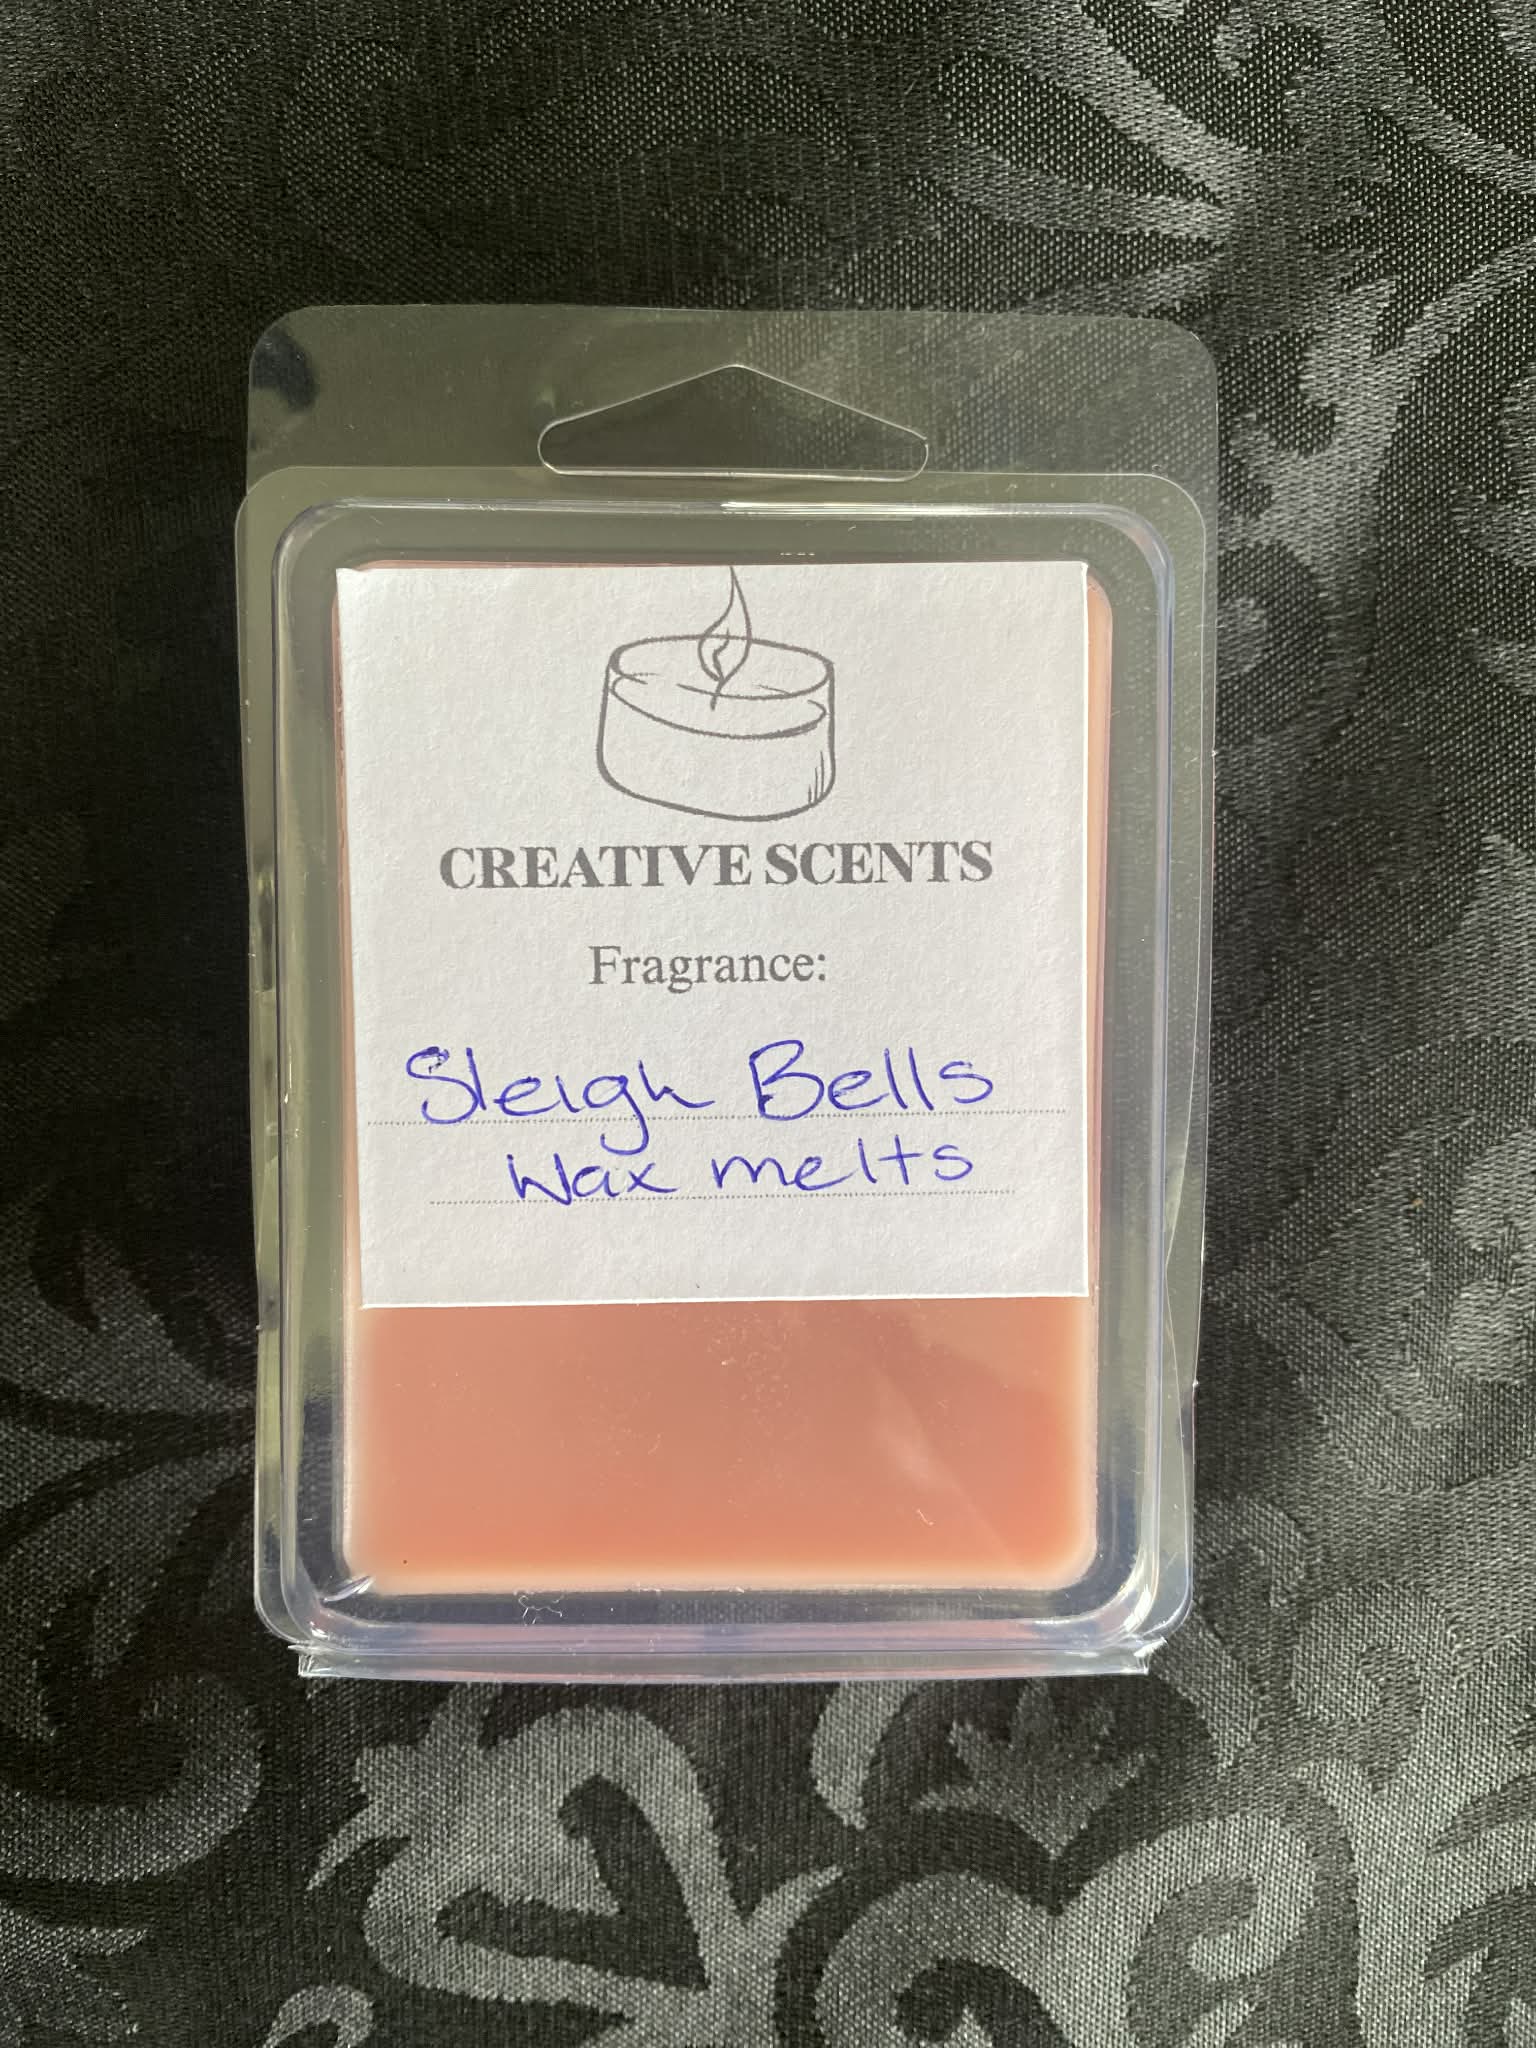 CREATIVE SCENTS
Fragrance:
Sleigh Bells
Wax melts